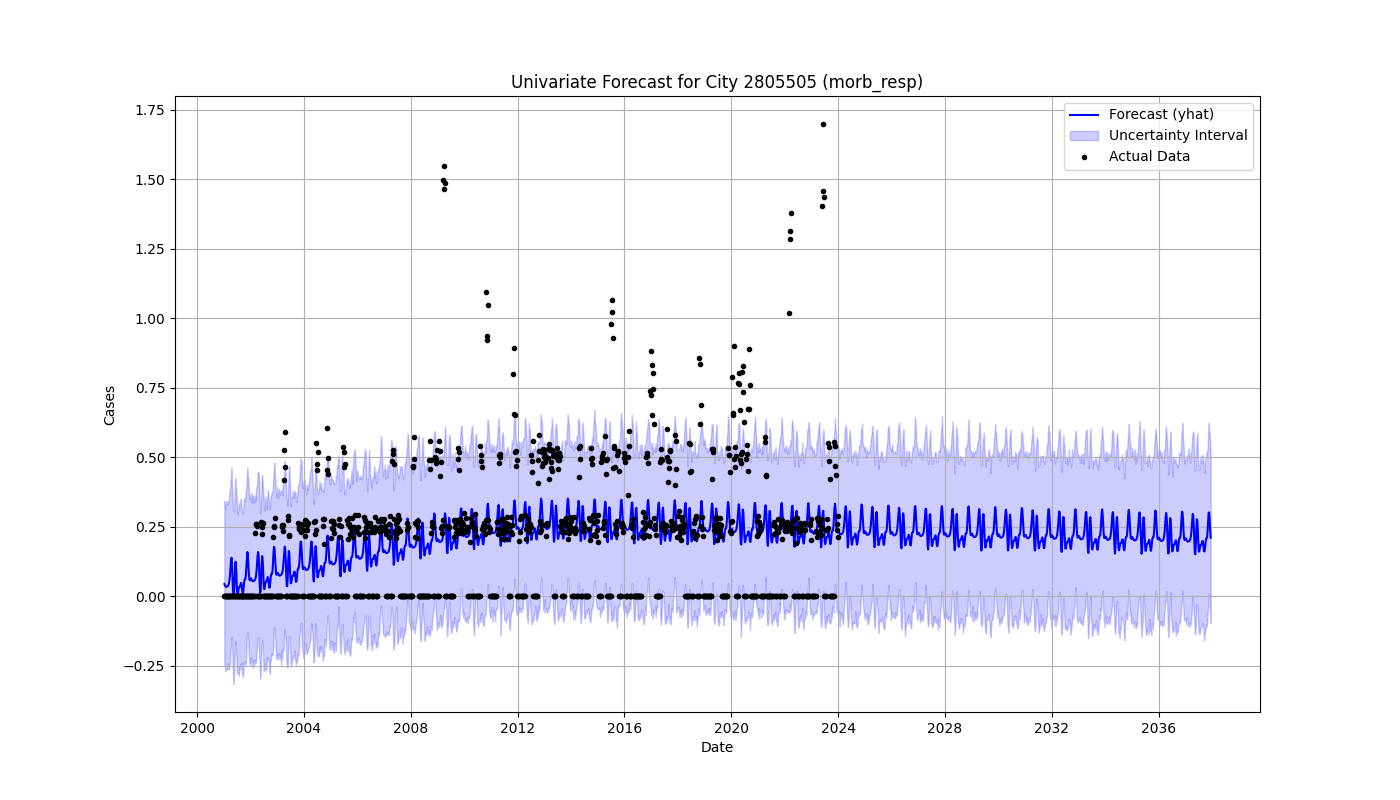 Univariate Forecast for City 2805505 (morb_resp)
Forecast (yhat)
Uncertainty Interval
Actual Data
Cases
1.75
1.50
1.25
1.00
0.75
0.50
0.25
0.00
−0.25
2000 2004 2008 2012 2016 2020 2024 2028 2032 2036
Date